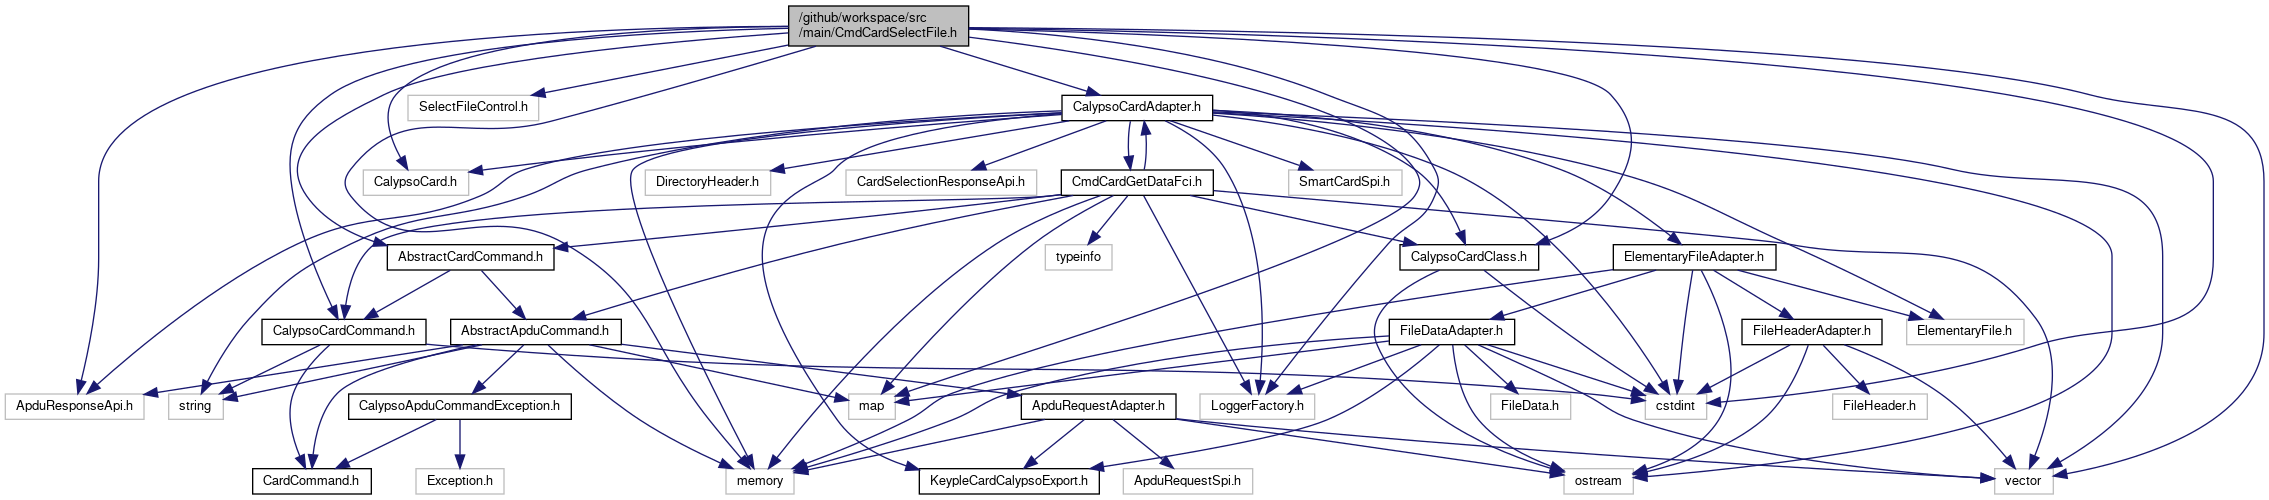 /github/workspace/src
/main/CmdCardSelectFile.h
SelectFileControl.h
CalypsoCardAdapter.h
CalypsoCard.h
DirectoryHeader.h
CardSelectionResponseApi.h
CmdCardGetDataFci.h
SmartCardSpi.h
AbstractCardCommand.h
typeinfo
CalypsoCardClass.h
ElementaryFileAdapter.h
CalypsoCardCommand.h
AbstractApduCommand.h
FileDataAdapter.h
FileHeaderAdapter.h
ElementaryFile.h
ApduResponseApi.h
string
CalypsoApduCommandException.h
map
ApduRequestAdapter.h
LoggerFactory.h
FileData.h
cstdint
FileHeader.h
CardCommand.h
Exception.h
memory
KeypleCardCalypsoExport.h
ApduRequestSpi.h
ostream
vector